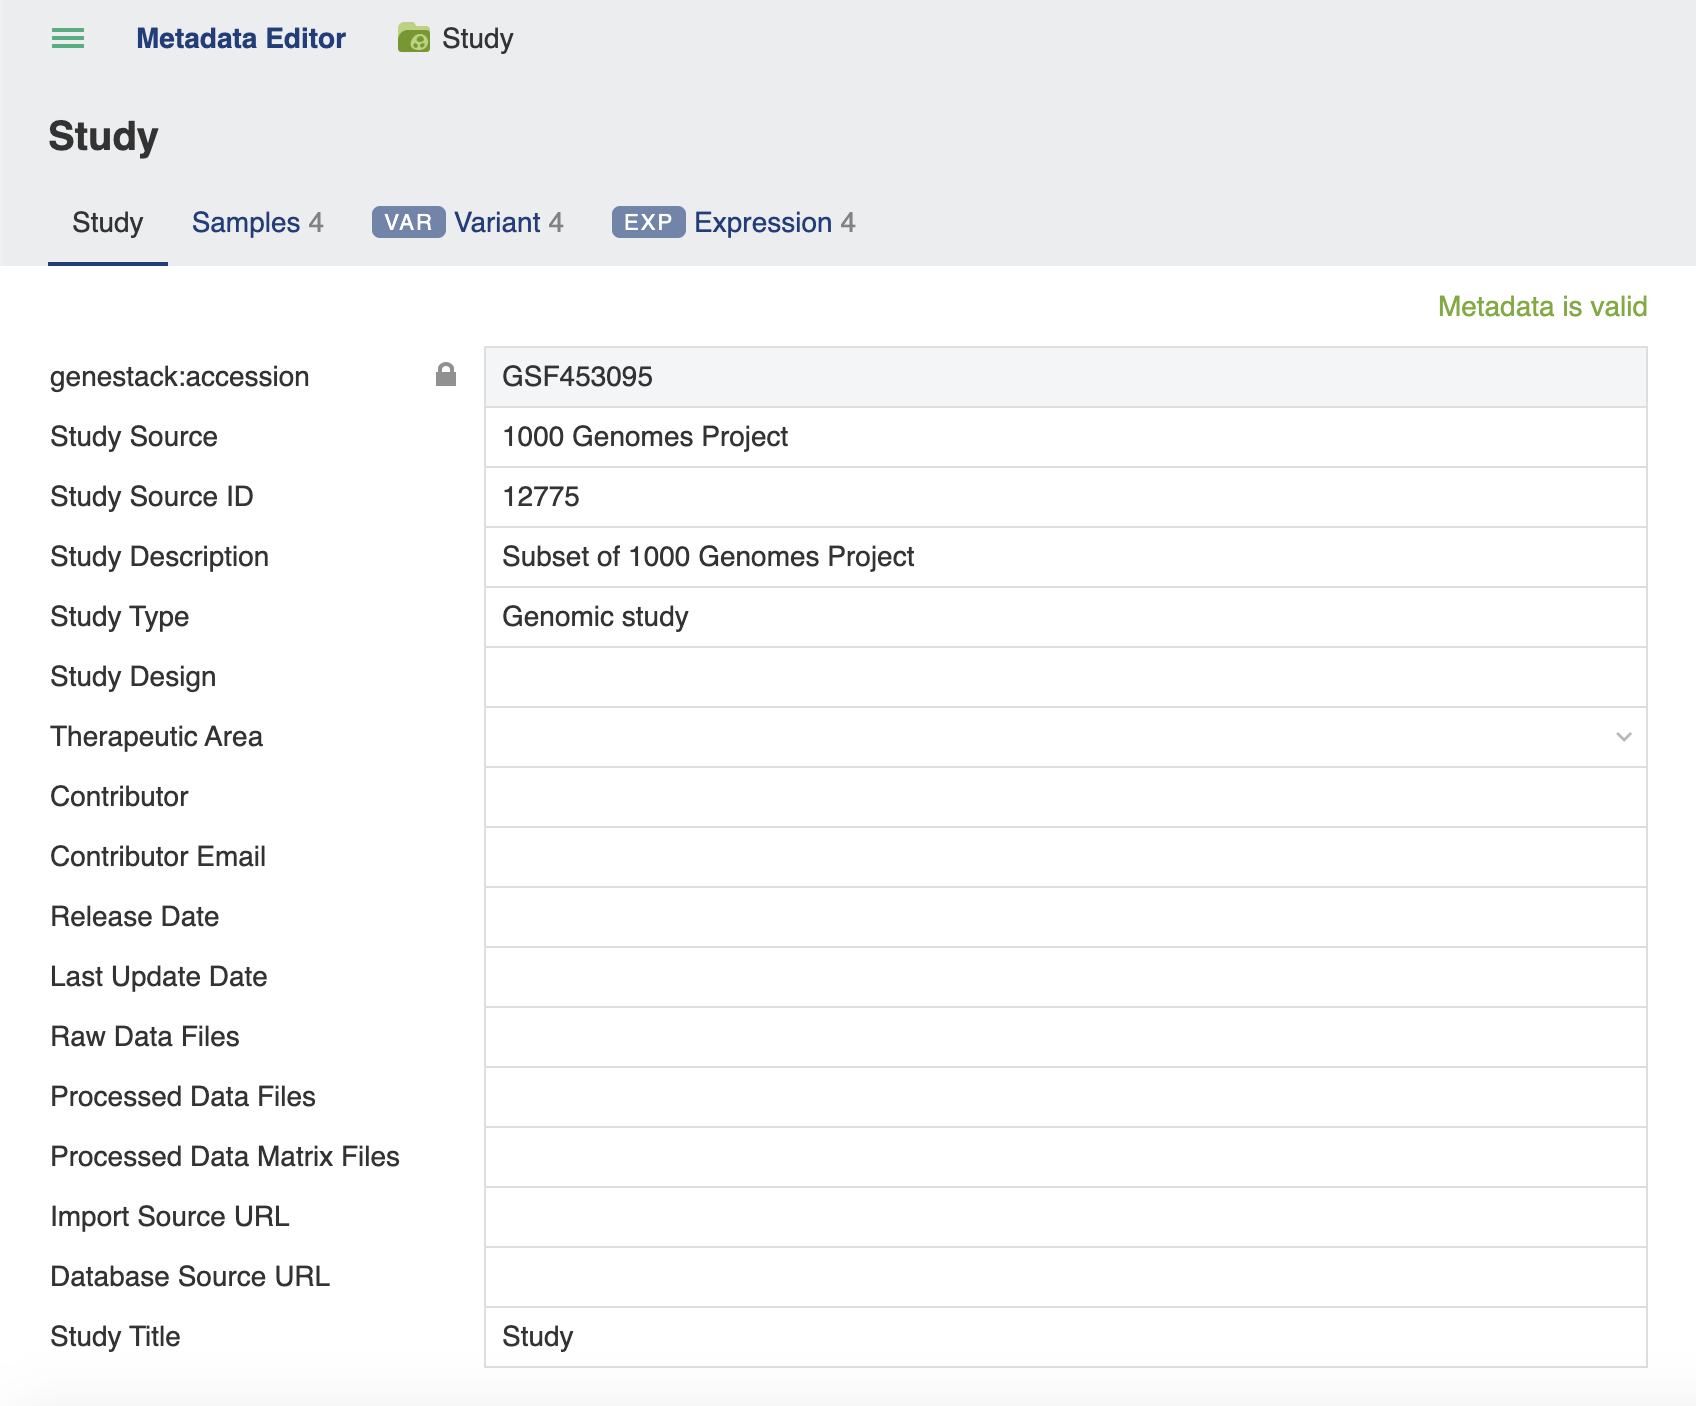 Metadata Editor Study
Study
Study Samples 4 VAR Variant 4 EXP Expression 4
Metadata is valid
genestack:accession GSF453095
Study Source 1000 Genomes Project
Study Source ID 12775
Study Description Subset of 1000 Genomes Project
Study Type Genomic study
Study Design
Therapeutic Area
Contributor
Contributor Email
Release Date
Last Update Date
Raw Data Files
Processed Data Files
Processed Data Matrix Files
Import Source URL
Database Source URL
Study Title Study